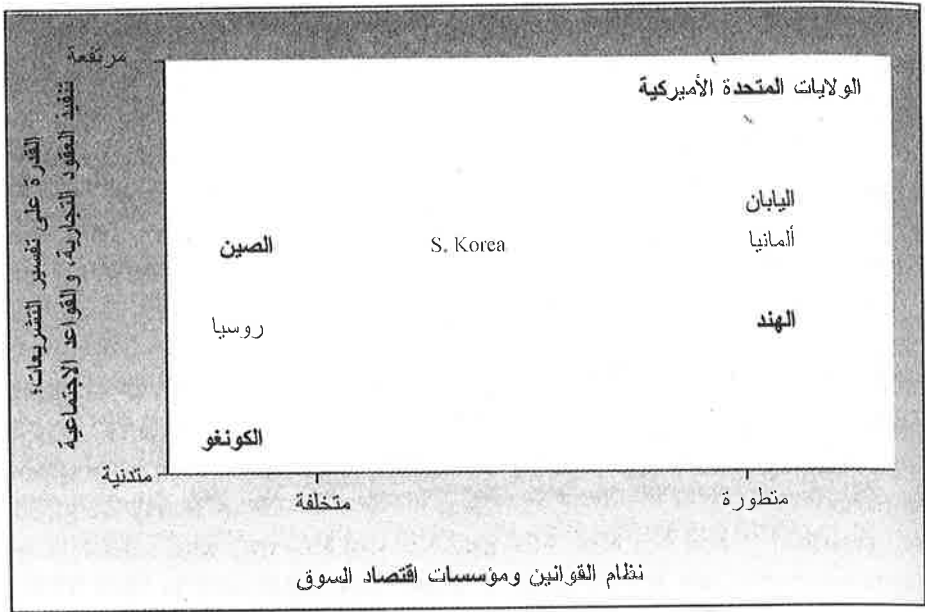 مرتفعة
القدرة على تفسير التشريعات؛
تنفيذ العقود التجارية، والقواعد الاجتماعية
الولايات المتحدة الأميركية
اليابان
ألمانيا
S. Korea
الصين
الهند
روسيا
الكونغو
متدنية
متطورة
متخلفة
نظام القوانين ومؤسسات اقتصاد السوق